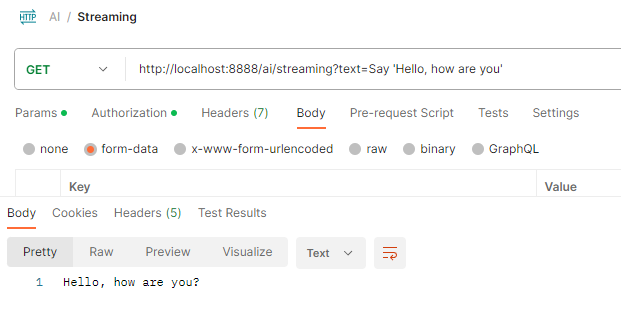 HTTP AI / Streaming
GET http://localhost:8888/ai/streaming?text=Say 'Hello, how are you'
Params Authorization Headers (7) Body Pre-request Script Tests Settings
none form-data x-www-form-urlencoded raw binary GraphQL
Key Value
Body Cookies Headers (5) Test Results
Pretty Raw Preview Visualize Text
1 Hello, how are you?